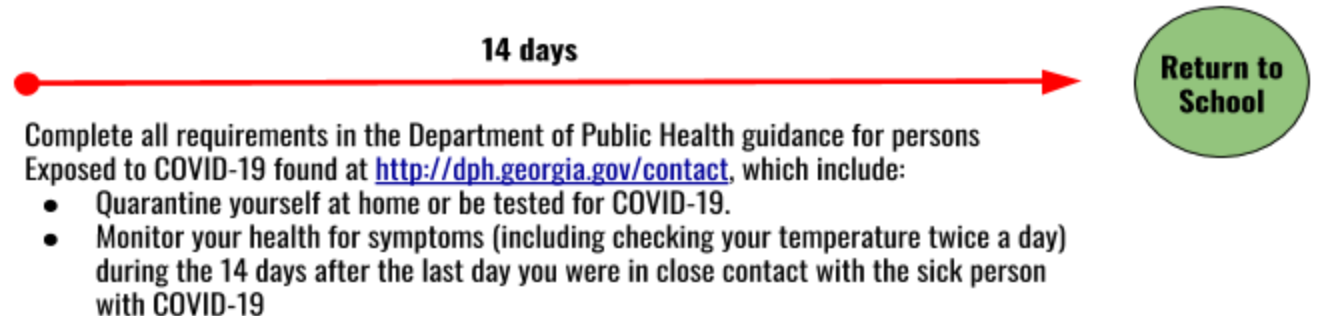 14 days
Return to
School
Complete all requirements in the Department of Public Health guidance for persons
Exposed to COVID-19 found at http://dph.georgia.gov/contact, which include:
● Quarantine yourself at home or be tested for COVID-19.
● Monitor your health for symptoms (including checking your temperature twice a day)
during the 14 days after the last day you were in close contact with the sick person
with COVID-19